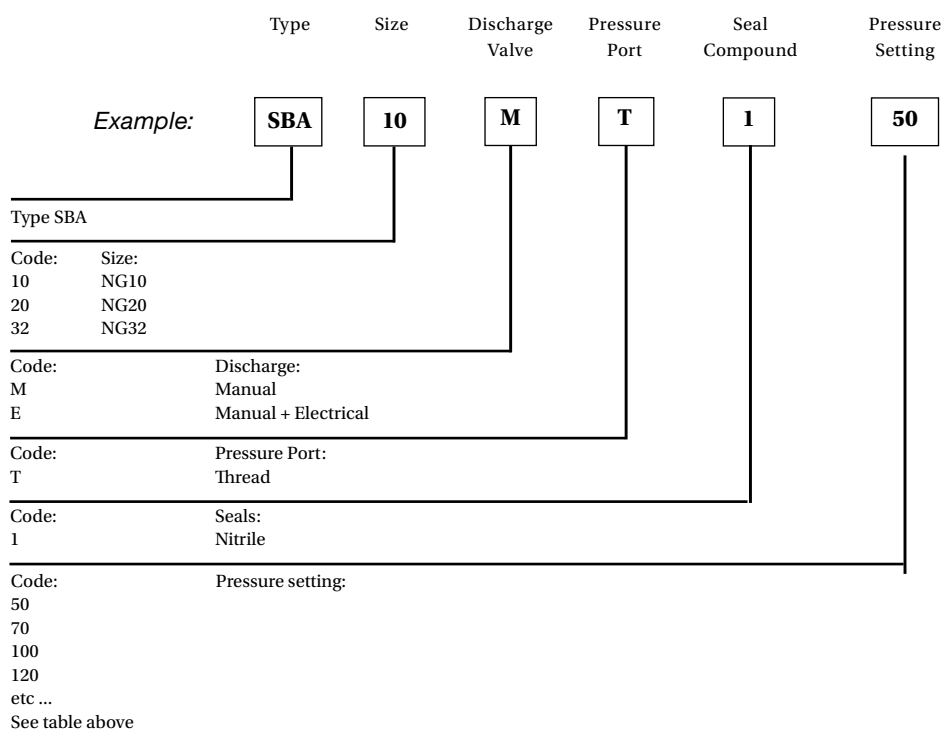 Type Size Discharge Valve Pressure Port Seal Compound Pressure Setting
Example: SBA 10 M T 1 50
Type SBA
Code: Size:
10 NG10
20 NG20
32 NG32
Code: Discharge:
M Manual
E Manual + Electrical
Code: Pressure Port:
T Thread
Code: Seals:
1 Nitrile
Code: Pressure setting:
50
70
100
120
etc ...
See table above